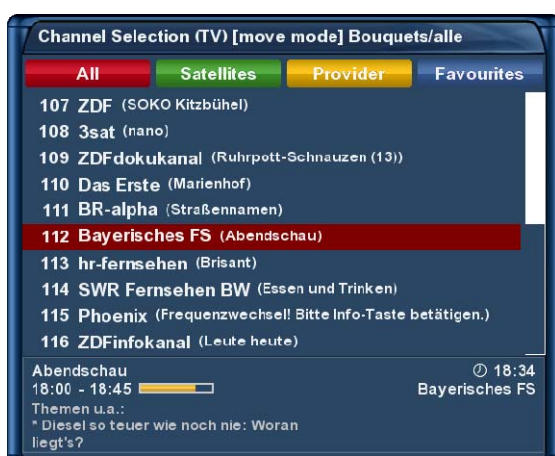 Channel Selection (TV) [move mode] Bouquets/alle
All Satellites Provider Favourites
107 ZDF (SOKO Kitzbühel)
108 3sat (nano)
109 ZDFdokukanal (Ruhrpott-Schnauzen (13))
110 Das Erste (Marienhof)
111 BR-alpha (Straßennamen)
112 Bayerisches FS (Abendschau)
113 hr-fernsehen (Brisant)
114 SWR Fernsehen BW (Essen und Trinken)
115 Phoenix (Frequenzwechsel! Bitte Info-Taste betätigen.)
116 ZDFinfokanal (Leute heute)
Abendschau 18:34
18:00 - 18:45 Bayerisches FS
Themen u.a.:
* Diesel so teuer wie noch nie: Woran
liegt's?